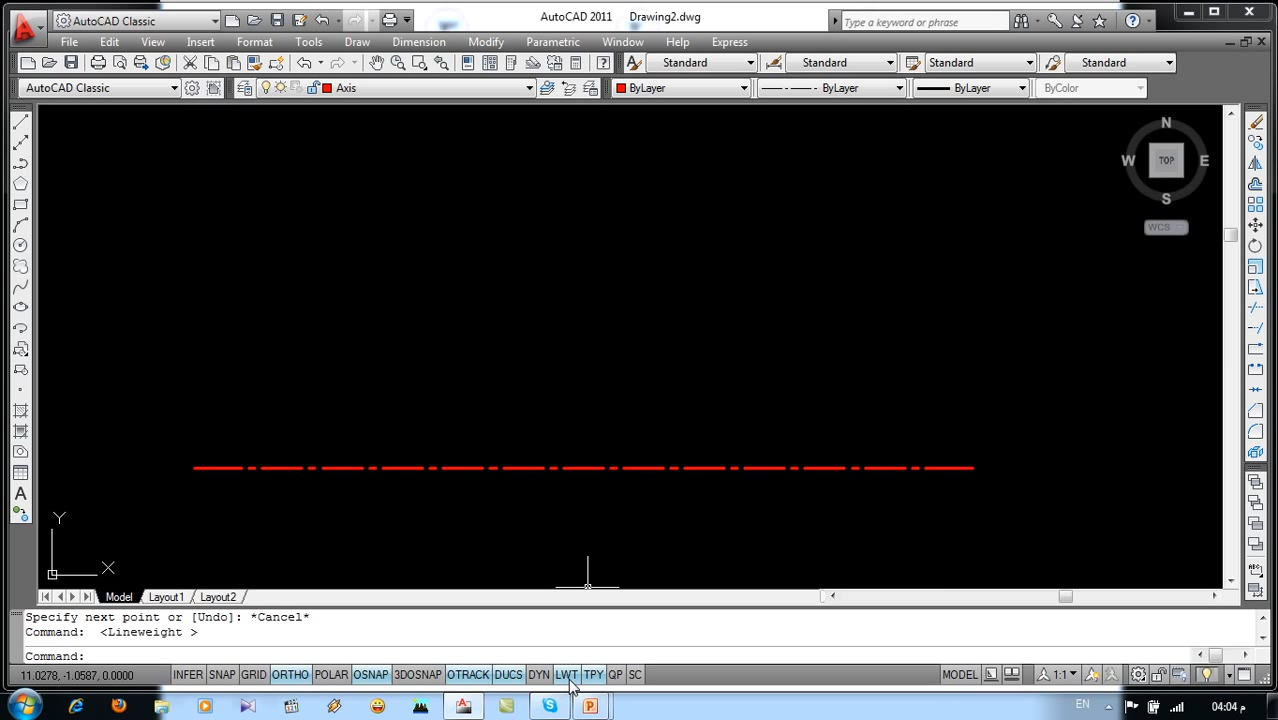 AutoCAD Classic AutoCAD 2011 Drawing2.dwg Type a keyword or phrase
File Edit View Insert Format Tools Draw Dimension Modify Parametric Window Help Express
Standard Standard Standard Standard
AutoCAD Classic Axis ByLayer ByLayer ByLayer ByColor
N
W TOP E
S
WCS
A
Y
X
Model Layout1 Layout2
Specify next point or [Undo]: *Cancel*
Command: <Lineweight >
Command:
11.0278, -1.0587, 0.0000 INFER SNAP GRID ORTHO POLAR OSNAP 3DOSNAP OTRACK DUCS DYN LWT TPY QP SC MODEL 1:1
EN 04:04 م